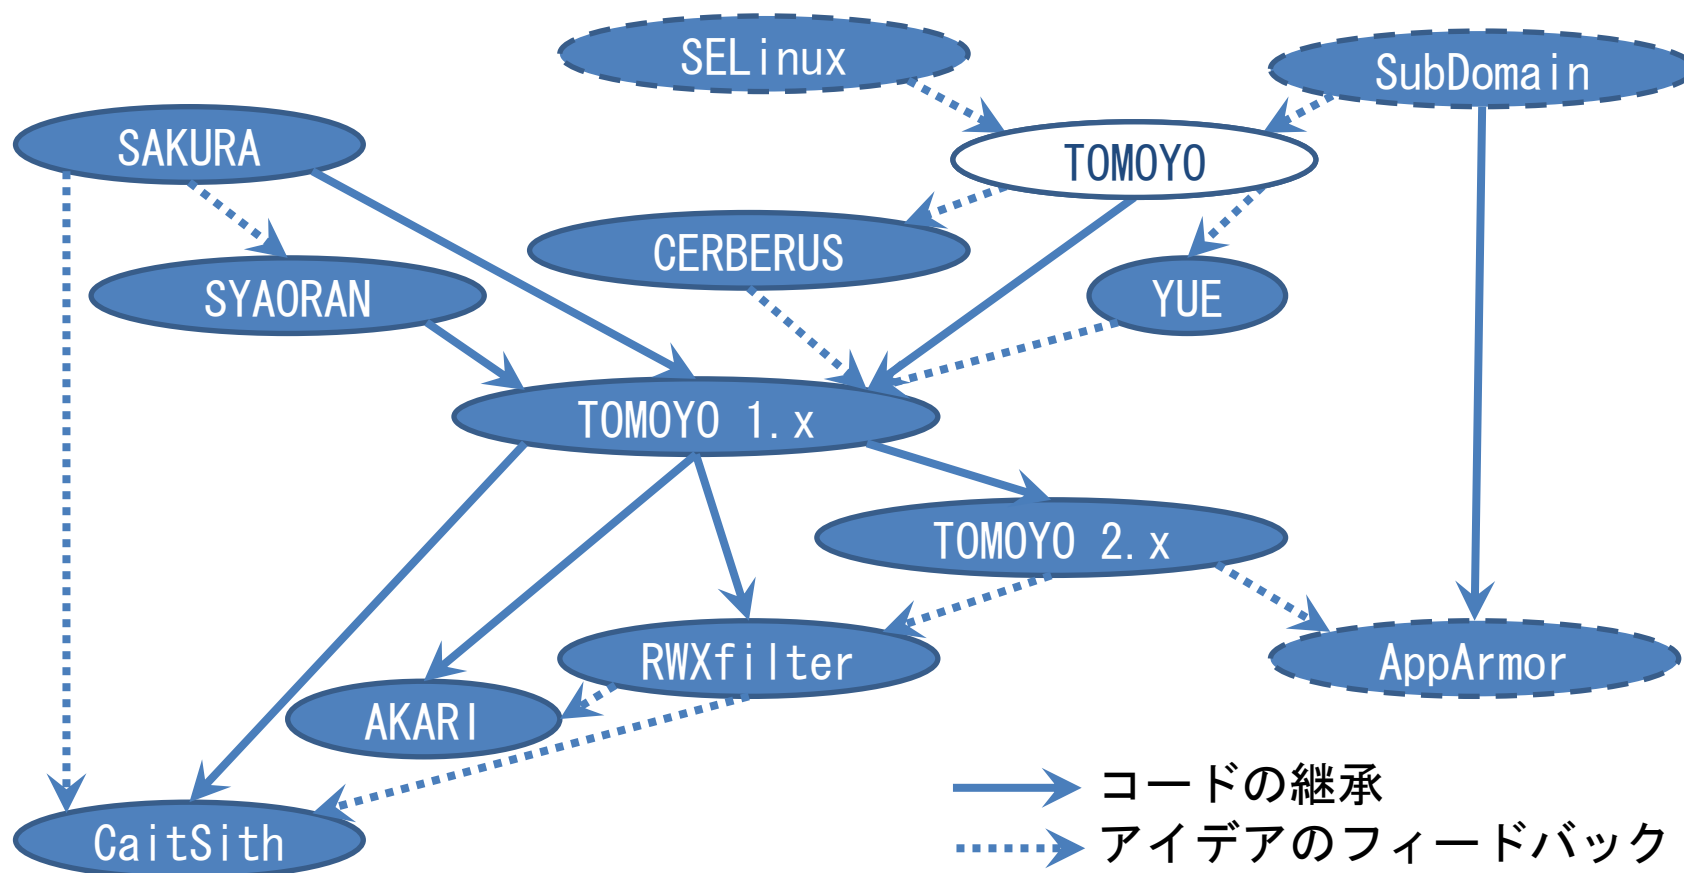 SELinux
SubDomain
SAKURA
TOMOYO
CERBERUS
SYAORAN
YUE
TOMOYO 1.x
TOMOYO 2.x
RWXfilter
AppArmor
AKARI
コードの継承
CaitSith
アイデアのフィードバック